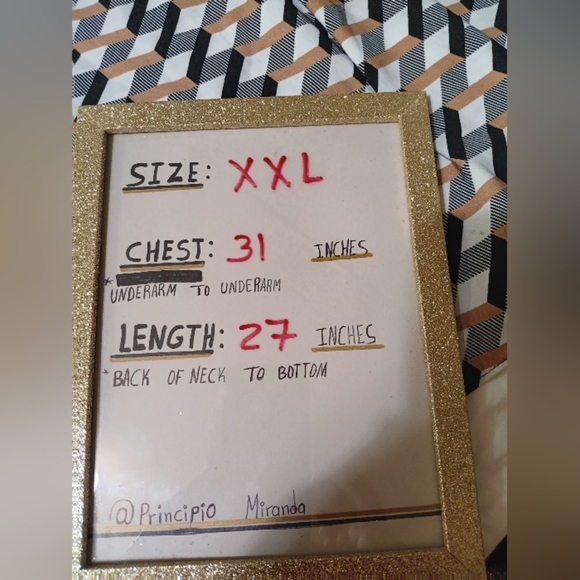 SIZE: XXL
CHEST: 31 INCHES
* UNDERARM TO UNDERARM
LENGTH: 27 INCHES
* BACK OF NECK TO BOTTOM
@Principio Miranda